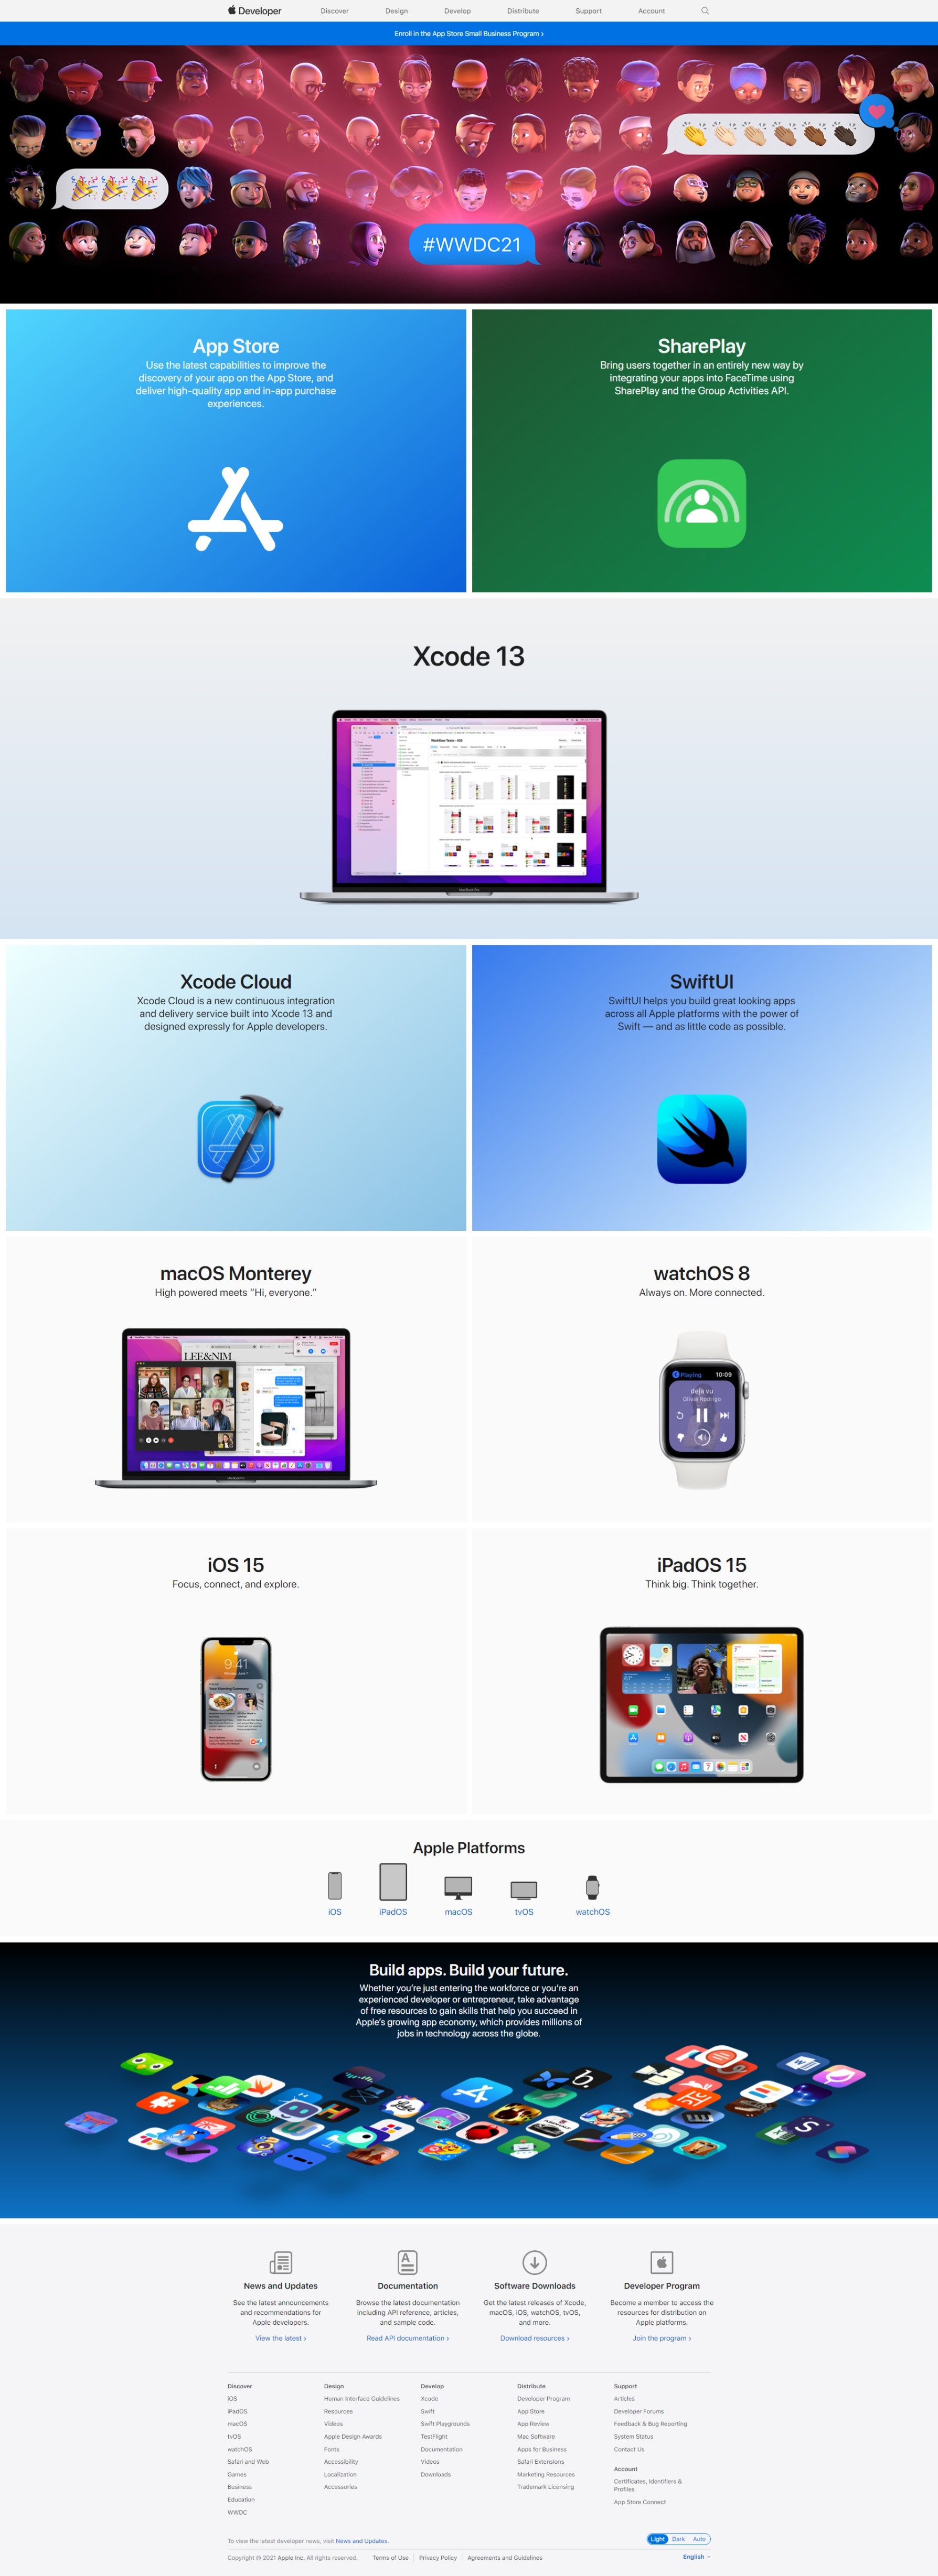 Developer Discover Design Develop Distribute Support Account
Enroll in the App Store Small Business Program ›
#WWDC21
App Store
Use the latest capabilities to improve the
discovery of your app on the App Store, and
deliver high-quality app and in-app purchase
experiences.
SharePlay
Bring users together in an entirely new way by
integrating your apps into FaceTime using
SharePlay and the Group Activities API.
Xcode 13
MacBook Pro
Xcode Cloud
Xcode Cloud is a new continuous integration
and delivery service built into Xcode 13 and
designed expressly for Apple developers.
SwiftUI
SwiftUI helps you build great looking apps
across all Apple platforms with the power of
Swift — and as little code as possible.
macOS Monterey
High powered meets “Hi, everyone.”
LEE&NIM
MacBook Pro
watchOS 8
Always on. More connected.
Playing 10:09
deja vu
Olivia Rodrigo
iOS 15
Focus, connect, and explore.
9:41
iPadOS 15
Think big. Think together.
Apple Platforms
iOS iPadOS macOS tvOS watchOS
Build apps. Build your future.
Whether you’re just entering the workforce or you’re an
experienced developer or entrepreneur, take advantage
of free resources to gain skills that help you succeed in
Apple’s growing app economy, which provides millions of
jobs in technology across the globe.
News and Updates
See the latest announcements
and recommendations for
Apple developers.
View the latest ›
Documentation
Browse the latest documentation
including API reference, articles,
and sample code.
Read API documentation ›
Software Downloads
Get the latest releases of Xcode,
macOS, iOS, watchOS, tvOS,
and more.
Download resources ›
Developer Program
Become a member to access the
resources for distribution on
Apple platforms.
Join the program ›
Discover
iOS
iPadOS
macOS
tvOS
watchOS
Safari and Web
Games
Business
Education
WWDC
Design
Human Interface Guidelines
Resources
Videos
Apple Design Awards
Fonts
Accessibility
Localization
Accessories
Develop
Xcode
Swift
Swift Playgrounds
TestFlight
Documentation
Videos
Downloads
Distribute
Developer Program
App Store
App Review
Mac Software
Apps for Business
Safari Extensions
Marketing Resources
Trademark Licensing
Support
Articles
Developer Forums
Feedback & Bug Reporting
System Status
Contact Us
Account
Certificates, Identifiers &
Profiles
App Store Connect
To view the latest developer news, visit News and Updates.
Light Dark Auto
Copyright © 2021 Apple Inc. All rights reserved. Terms of Use Privacy Policy Agreements and Guidelines
English